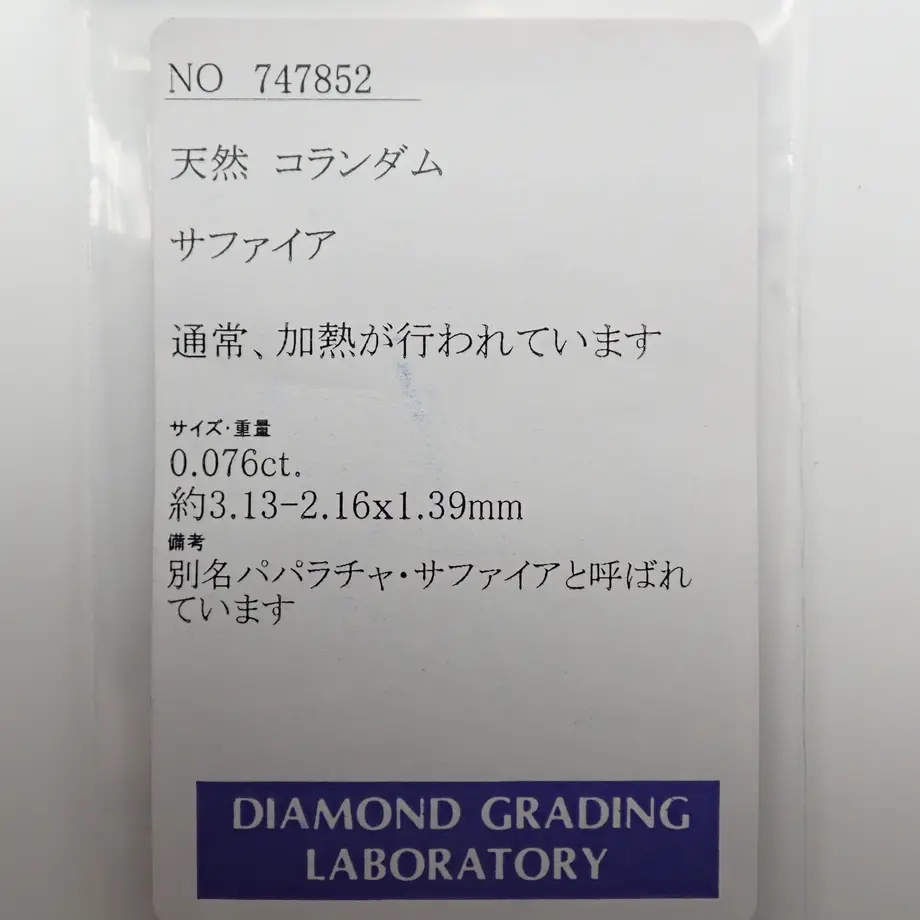 NO 747852
天然 コランダム
サファイア
通常、加熱が行われています
サイズ・重量
0.076ct.
約3.13-2.16x1.39mm
備考
別名パパラチャ・サファイアと呼ばれ
ています
DIAMOND GRADING
LABORATORY